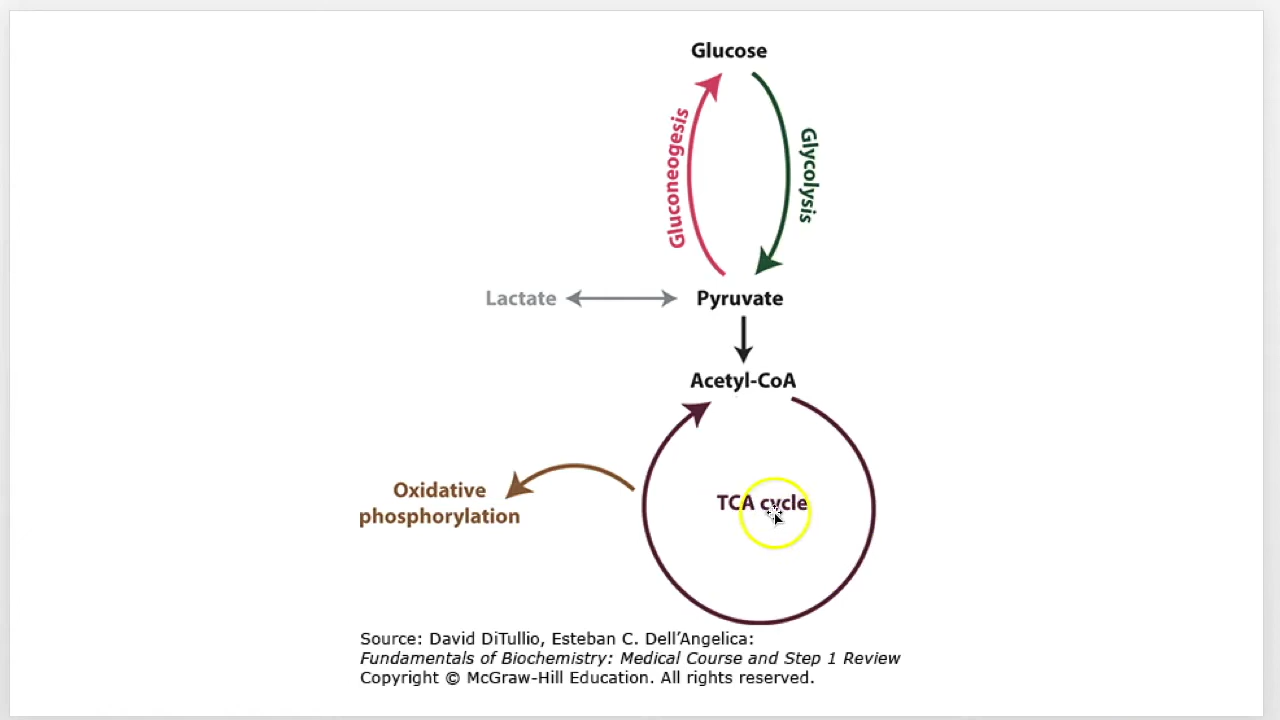 Glucose
Gluconeogesis
Glycolysis
Lactate
Pyruvate
Acetyl-CoA
TCA cycle
Oxidative
phosphorylation
Source: David DiTullio, Esteban C. Dell’Angelica:
Fundamentals of Biochemistry: Medical Course and Step 1 Review
Copyright © McGraw-Hill Education. All rights reserved.